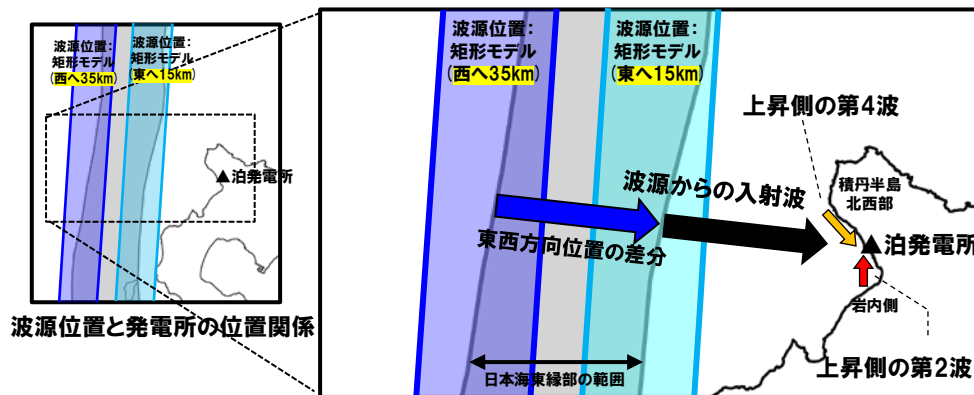 波源位置:
矩形モデル
(西へ35km)
波源位置:
矩形モデル
(東へ15km)
▲泊発電所
波源位置と発電所の位置関係
波源位置:
矩形モデル
(西へ35km)
波源位置:
矩形モデル
(東へ15km)
上昇側の第4波
積丹半島
北西部
波源からの入射波
東西方向位置の差分
▲泊発電所
岩内側
上昇側の第2波
日本海東縁部の範囲